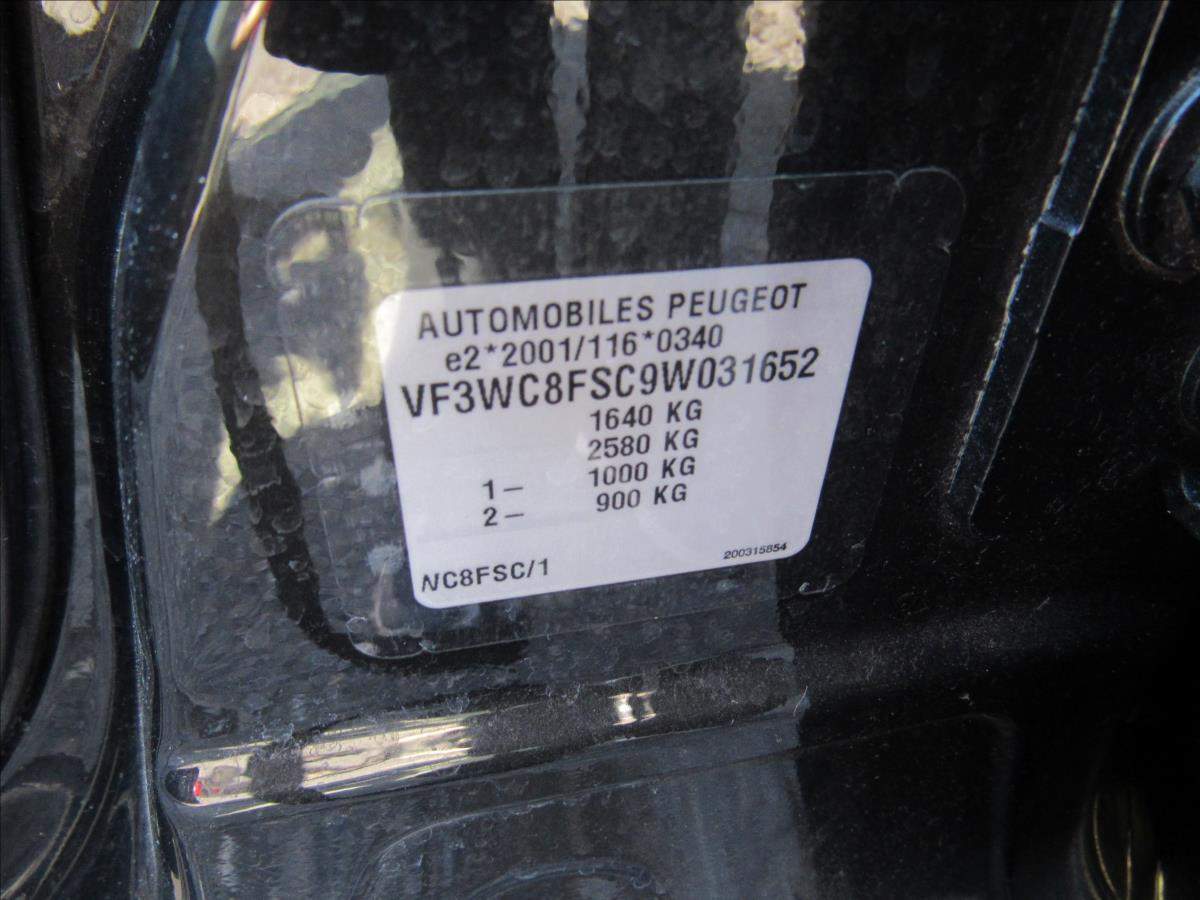 AUTOMOBILES PEUGEOT
e2*2001/116*0340
VF3WC8FSC9W031652
1640 KG
2580 KG
1- 1000 KG
2- 900 KG
NC8FSC/1
200315854